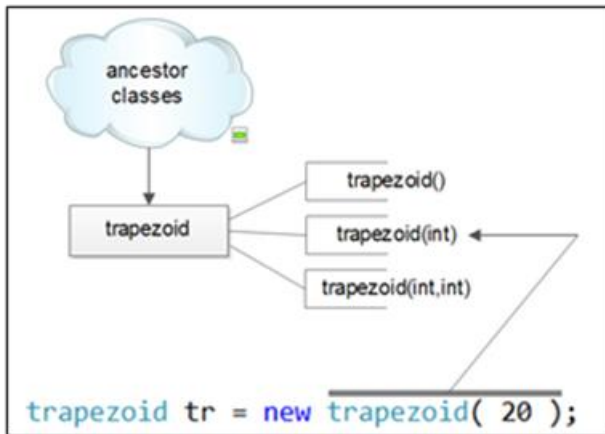 ancestor
classes
trapezoid
trapezoid()
trapezoid(int)
trapezoid(int,int)
trapezoid tr = new trapezoid( 20 );